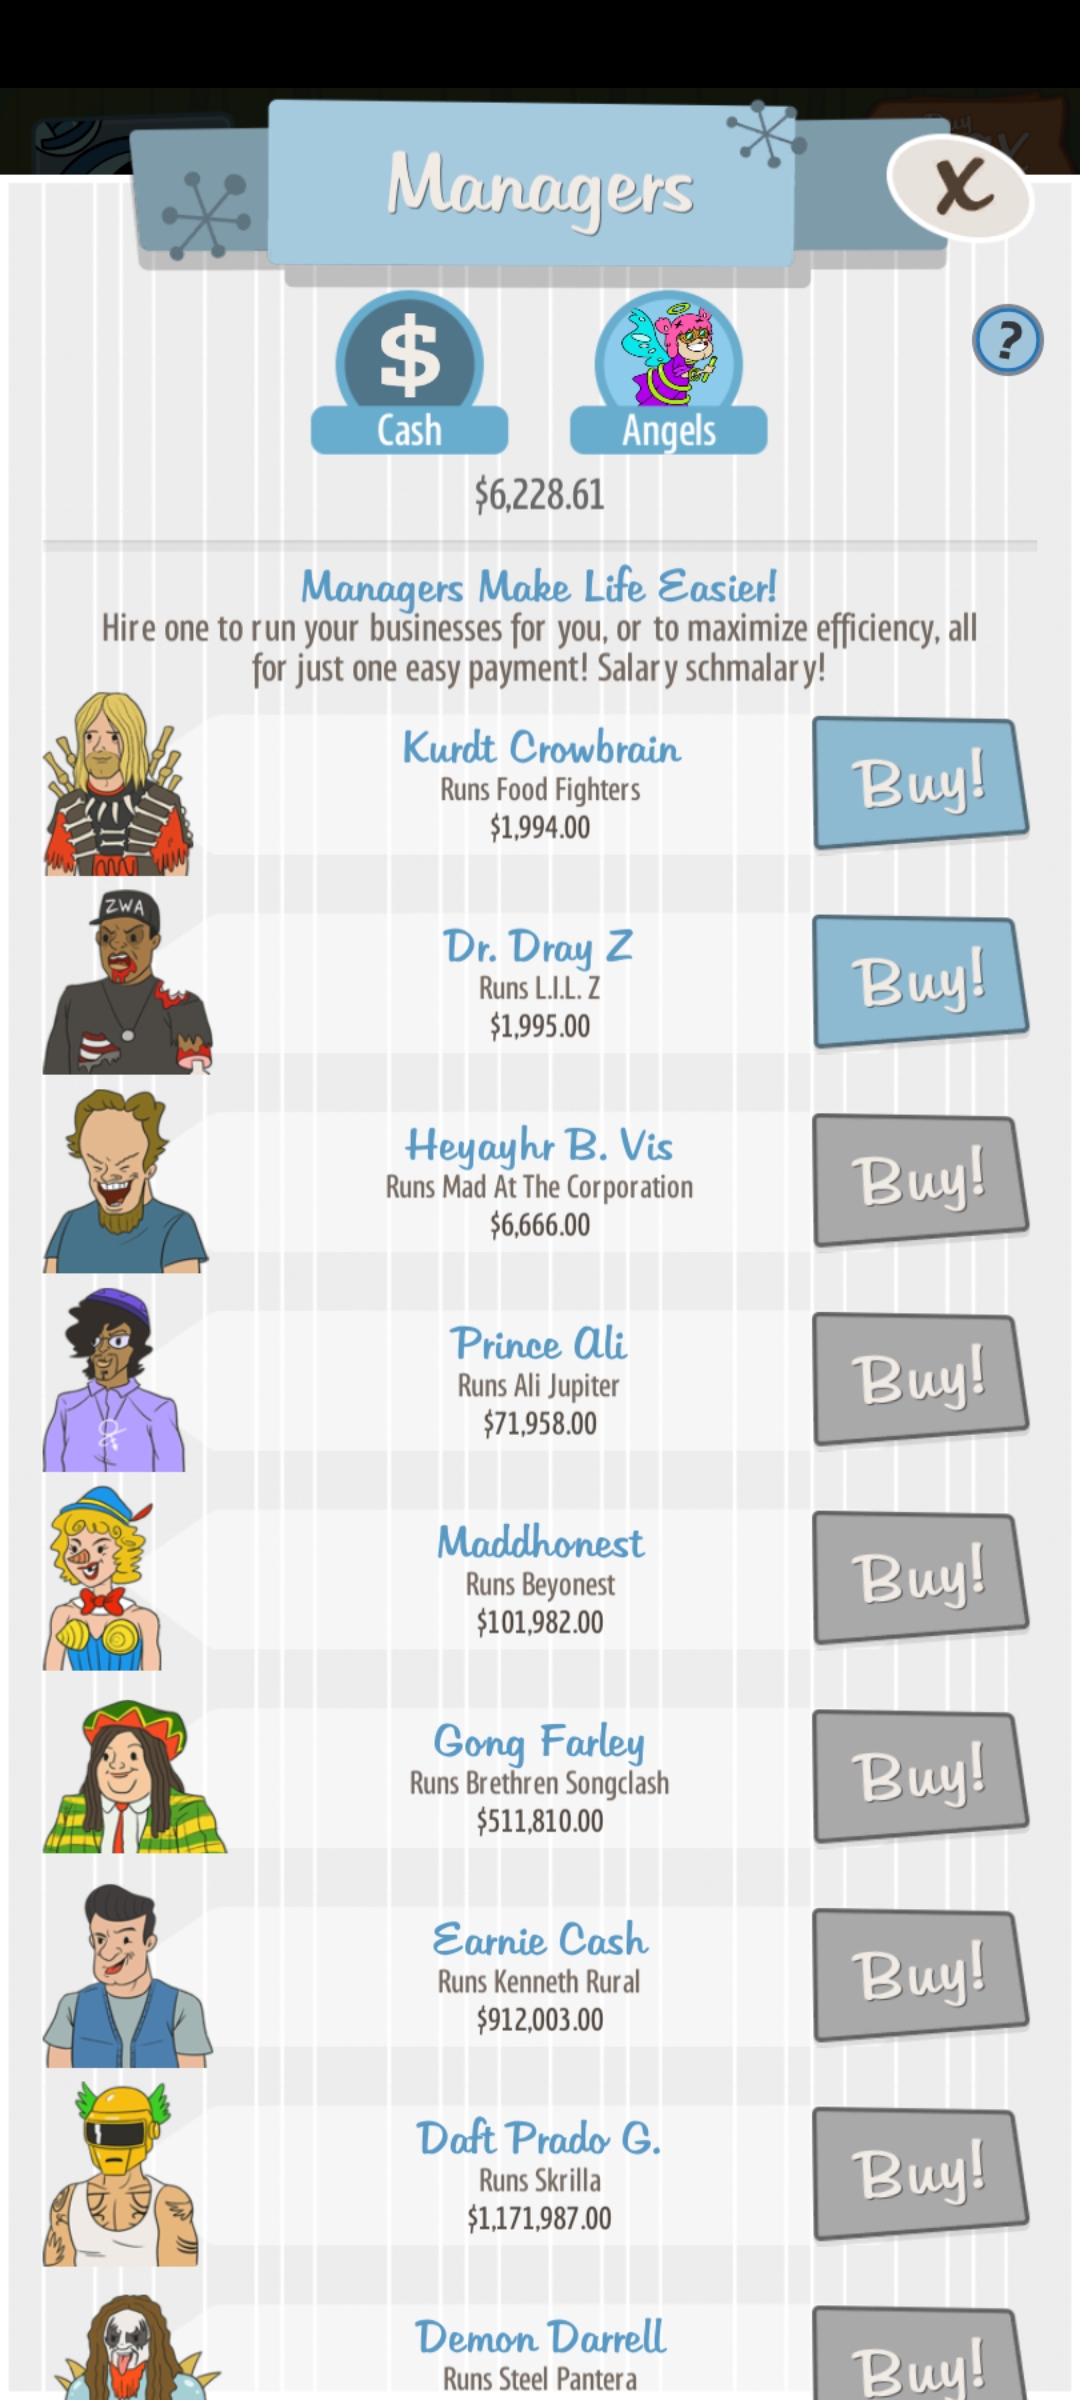 Managers
X
$
?
Cash
Angels
$6,228.61
Managers Make Life Easier!
Hire one to run your businesses for you, or to maximize efficiency, all
for just one easy payment! Salary schmalary!
Kurdt Crowbrain
Runs Food Fighters
$1,994.00
Buy!
ZWA
Dr. Dray Z
Runs L.I.L. Z
$1,995.00
Buy!
Heyayhr B. Vis
Runs Mad At The Corporation
$6,666.00
Buy!
Prince Ali
Runs Ali Jupiter
$71,958.00
Buy!
Maddhonest
Runs Beyonest
$101,982.00
Buy!
Gong Farley
Runs Brethren Songclash
$511,810.00
Buy!
Earnie Cash
Runs Kenneth Rural
$912,003.00
Buy!
Daft Prado G.
Runs Skrilla
$1,171,987.00
Buy!
Demon Darrell
Runs Steel Pantera
Buy!